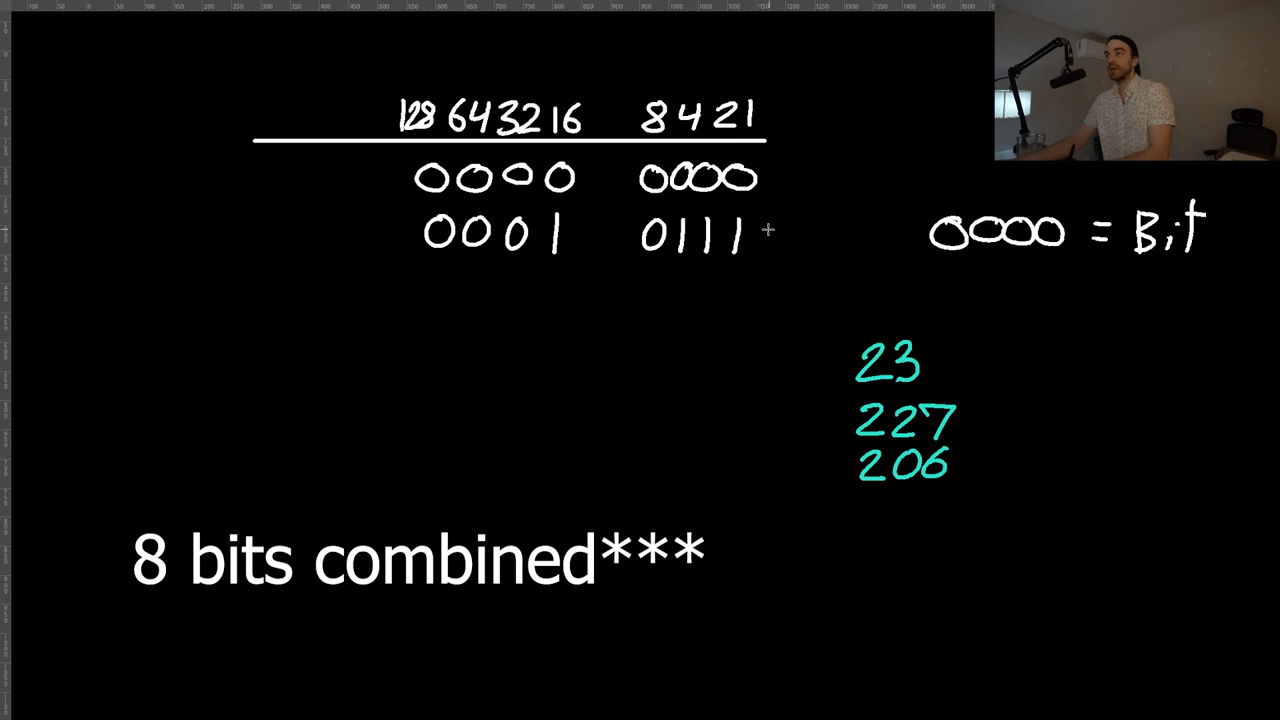 128 64 32 16 8 4 2 1
0000 0000
0001 0111
0000 = Bit
23
227
206
8 bits combined***